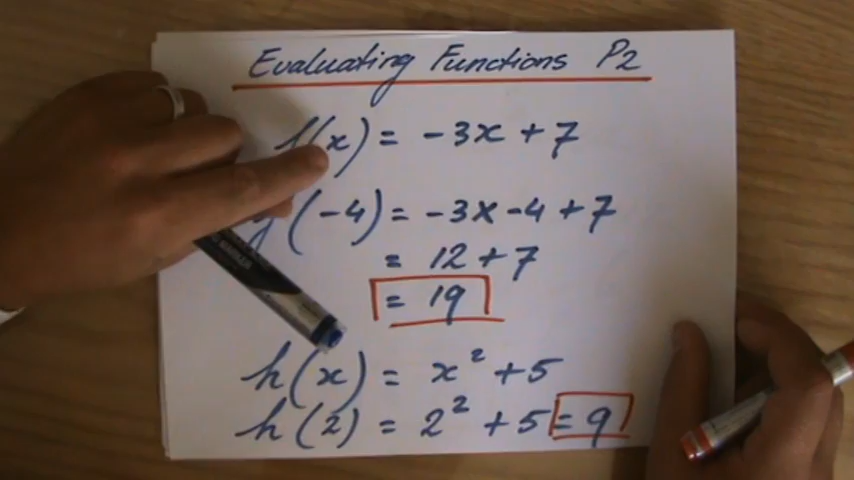 Evaluating Functions P2
(x) = -3x + 7
(-4) = -3x-4 + 7
= 12 + 7
= 19
h(x) = x² + 5
h(2) = 2² + 5 = 9